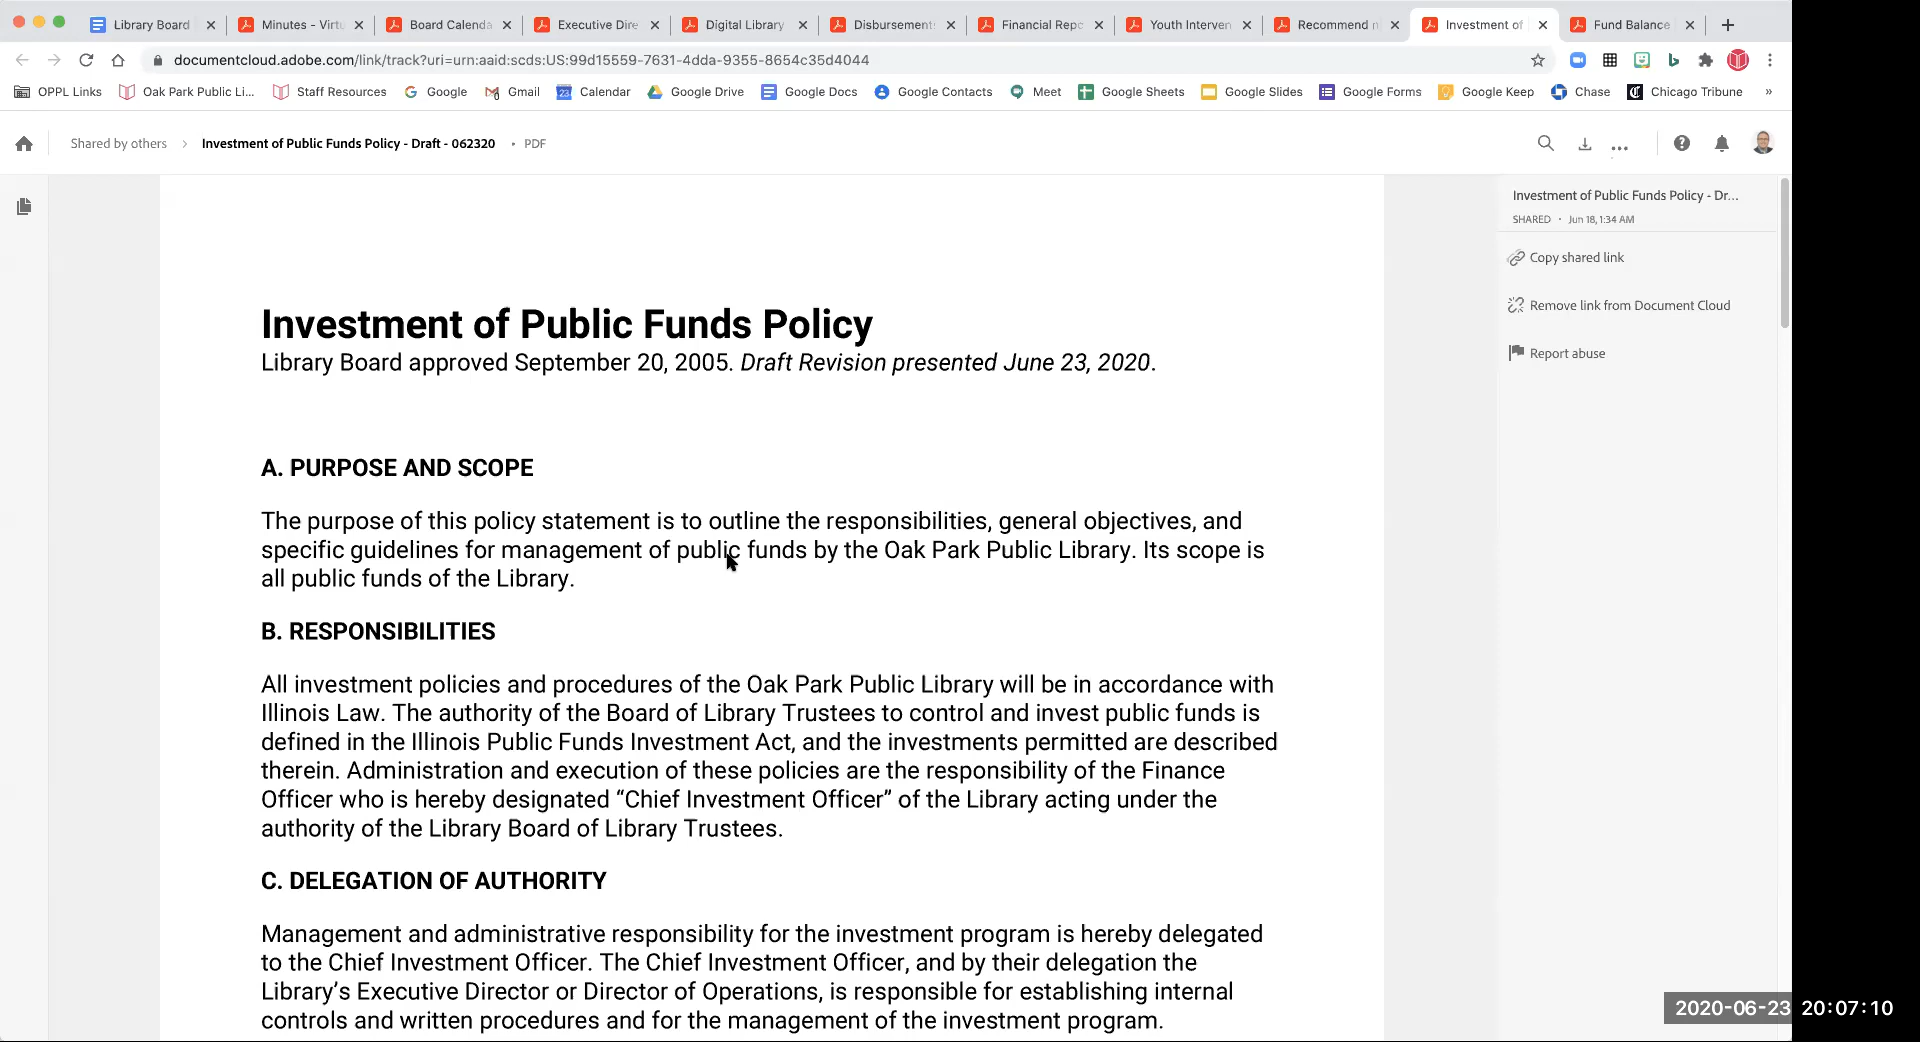 Library Board
Minutes - Virtu
Board Calenda
Executive Dire
Digital Library
Disbursement
Financial Repo
Youth Interven
Recommend n
Investment of
Fund Balance
documentcloud.adobe.com/link/track?uri=urn:aaid:scds:US:99d15559-7631-4dda-9355-8654c35d4044
OPPL Links
Oak Park Public Li...
Staff Resources
Google
Gmail
Calendar
Google Drive
Google Docs
Google Contacts
Meet
Google Sheets
Google Slides
Google Forms
Google Keep
Chase
Chicago Tribune
»
Shared by others > Investment of Public Funds Policy - Draft - 062320 • PDF
Investment of Public Funds Policy - Dr...
SHARED • Jun 18, 1:34 AM
Copy shared link
Remove link from Document Cloud
Report abuse
Investment of Public Funds Policy
Library Board approved September 20, 2005. Draft Revision presented June 23, 2020.
A. PURPOSE AND SCOPE
The purpose of this policy statement is to outline the responsibilities, general objectives, and
specific guidelines for management of public funds by the Oak Park Public Library. Its scope is
all public funds of the Library.
B. RESPONSIBILITIES
All investment policies and procedures of the Oak Park Public Library will be in accordance with
Illinois Law. The authority of the Board of Library Trustees to control and invest public funds is
defined in the Illinois Public Funds Investment Act, and the investments permitted are described
therein. Administration and execution of these policies are the responsibility of the Finance
Officer who is hereby designated “Chief Investment Officer” of the Library acting under the
authority of the Library Board of Library Trustees.
C. DELEGATION OF AUTHORITY
Management and administrative responsibility for the investment program is hereby delegated
to the Chief Investment Officer. The Chief Investment Officer, and by their delegation the
Library’s Executive Director or Director of Operations, is responsible for establishing internal
controls and written procedures and for the management of the investment program.
2020-06-23 20:07:10